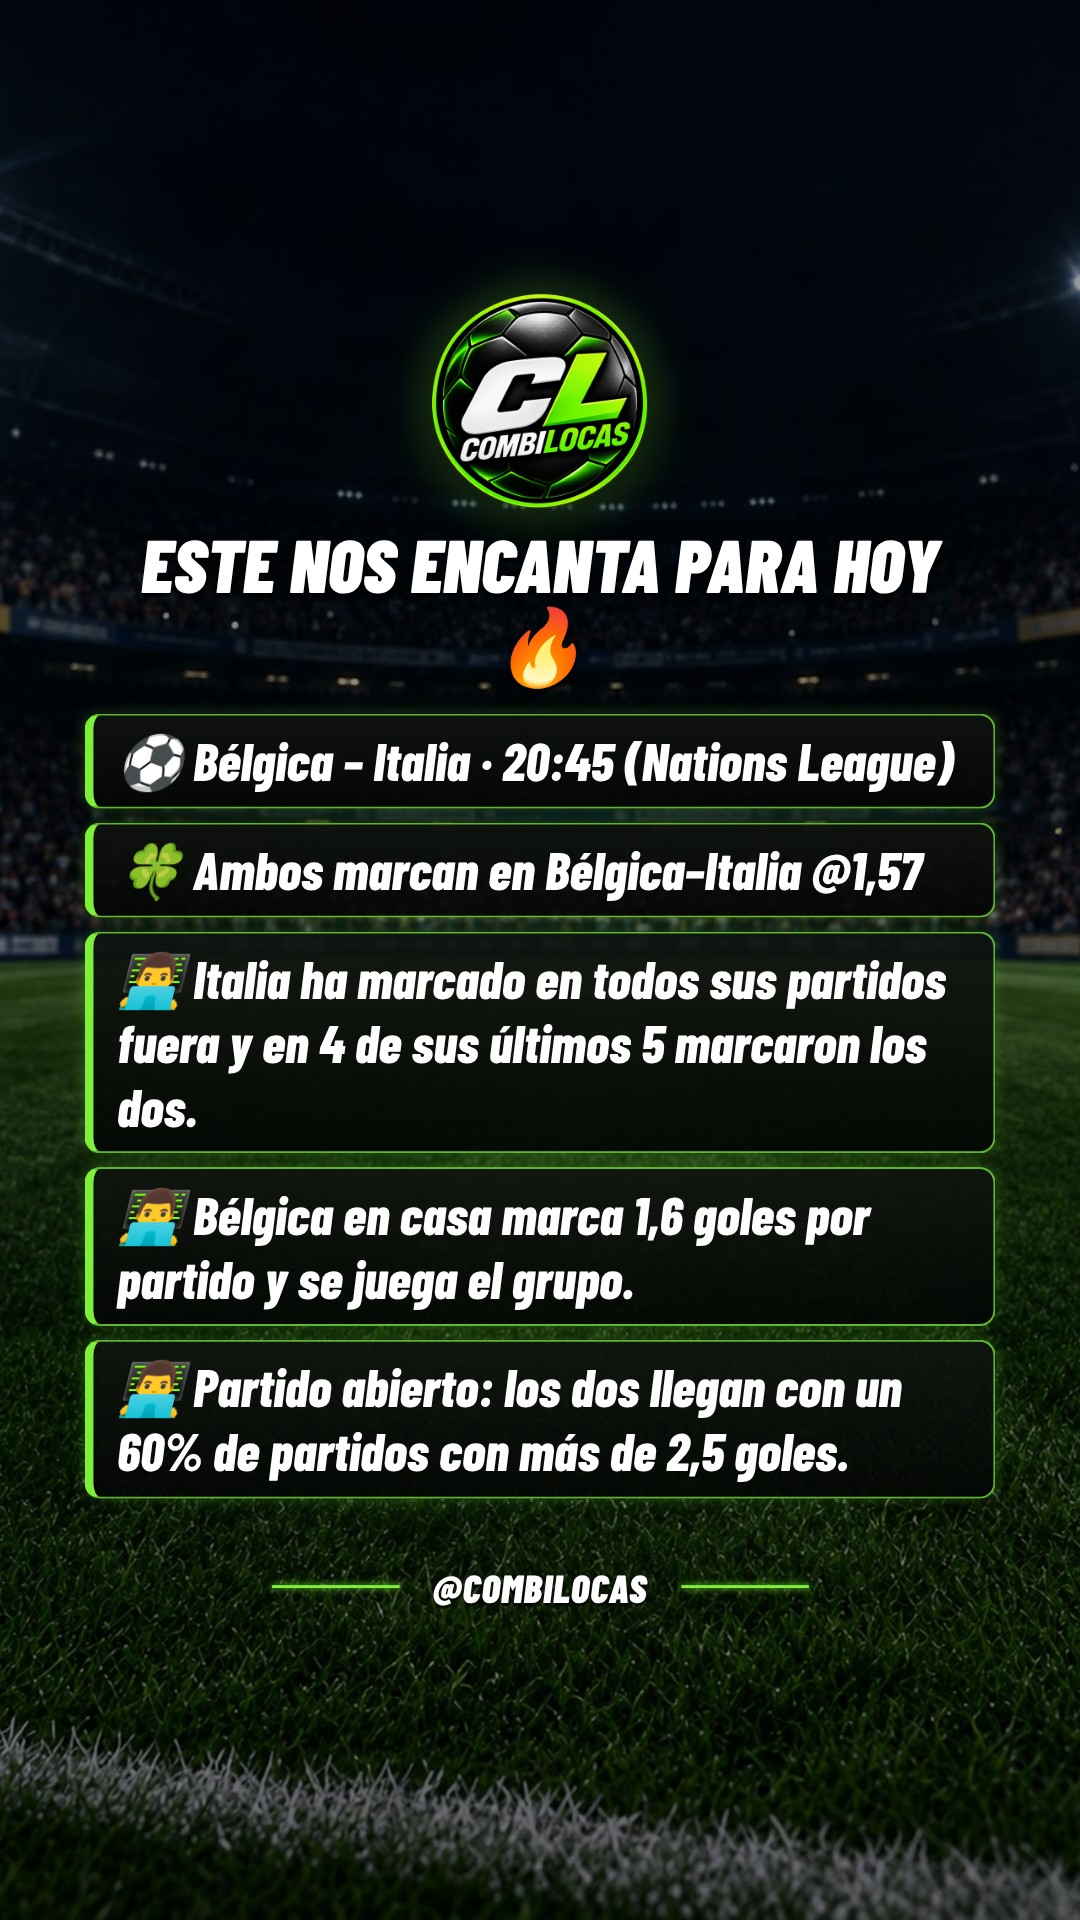 CL
COMBILOCAS
ESTE NOS ENCANTA PARA HOY
🔥
⚽ Bélgica – Italia · 20:45 (Nations League)
🍀 Ambos marcan en Bélgica–Italia @1,57
👨‍💻 Italia ha marcado en todos sus partidos
fuera y en 4 de sus últimos 5 marcaron los
dos.
👨‍💻 Bélgica en casa marca 1,6 goles por
partido y se juega el grupo.
👨‍💻 Partido abierto: los dos llegan con un
60% de partidos con más de 2,5 goles.
@COMBILOCAS